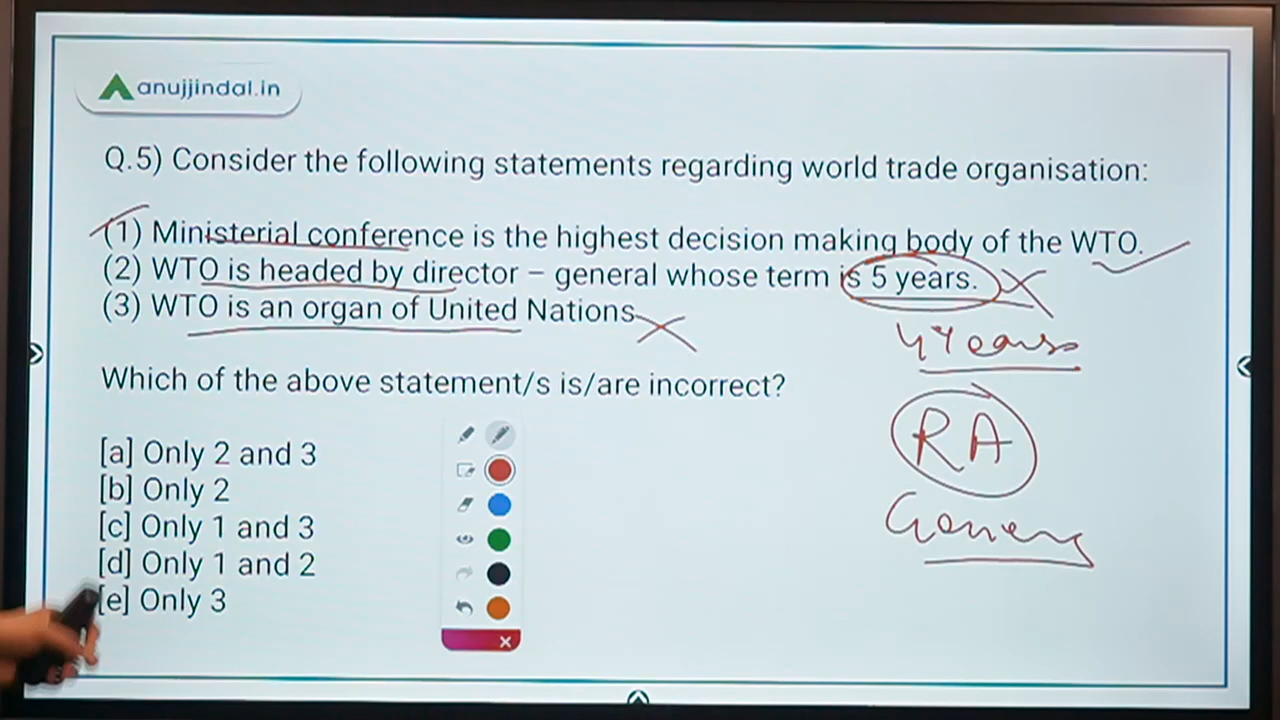 anujjindal.in
Q.5) Consider the following statements regarding world trade organisation:
(1) Ministerial conference is the highest decision making body of the WTO.
(2) WTO is headed by director – general whose term is 5 years.
(3) WTO is an organ of United Nations
4 Years
Which of the above statement/s is/are incorrect?
RA
[a] Only 2 and 3
[b] Only 2
[c] Only 1 and 3
[d] Only 1 and 2
[e] Only 3